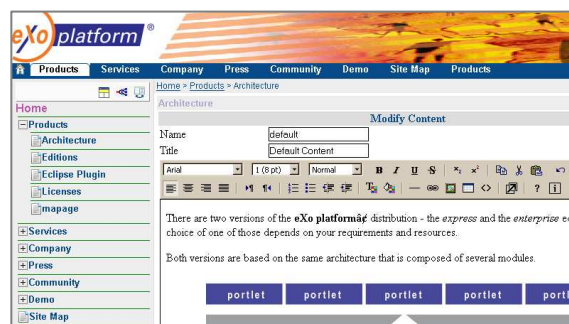 eXo platform ®
Products Services Company Press Community Demo Site Map Products
Home > Products > Architecture
Home
Products
Architecture
Editions
Eclipse Plugin
Licenses
mapage
Services
Company
Press
Community
Demo
Site Map
Architecture
Modify Content
Name default
Title Default Content
Arial 1 (8 pt) Normal B I U S
There are two versions of the eXo platformâ¢ distribution - the express and the enterprise e
choice of one of those depends on your requirements and resources.
Both versions are based on the same architecture that is composed of several modules.
portlet portlet portlet portlet portl